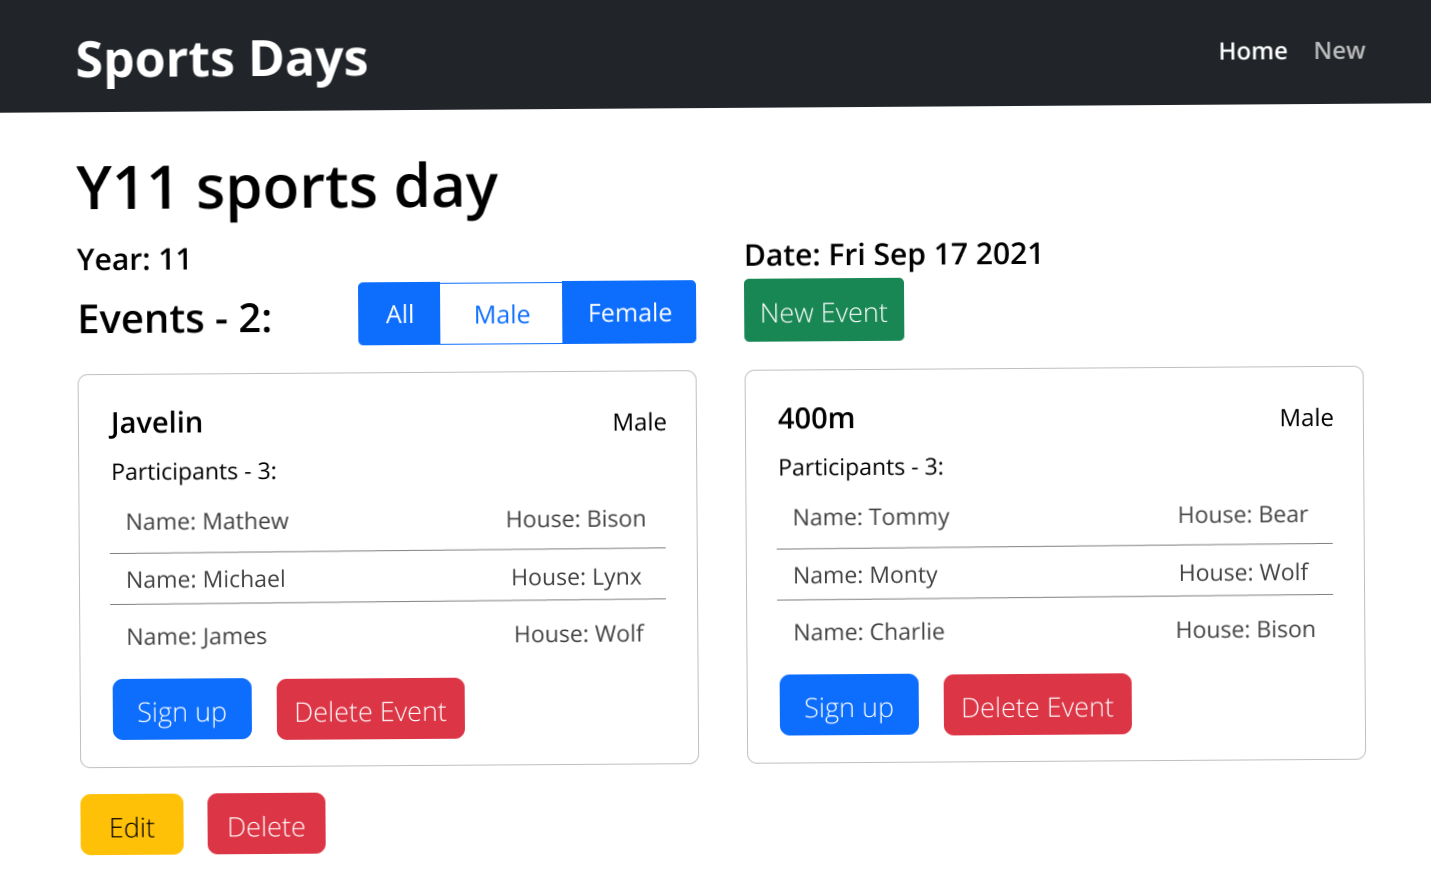 Sports Days
Home New
Y11 sports day
Year: 11
Date: Fri Sep 17 2021
Events - 2:
All Male Female
New Event
Javelin Male
Participants - 3:
Name: Mathew House: Bison
Name: Michael House: Lynx
Name: James House: Wolf
Sign up Delete Event
400m Male
Participants - 3:
Name: Tommy House: Bear
Name: Monty House: Wolf
Name: Charlie House: Bison
Sign up Delete Event
Edit Delete